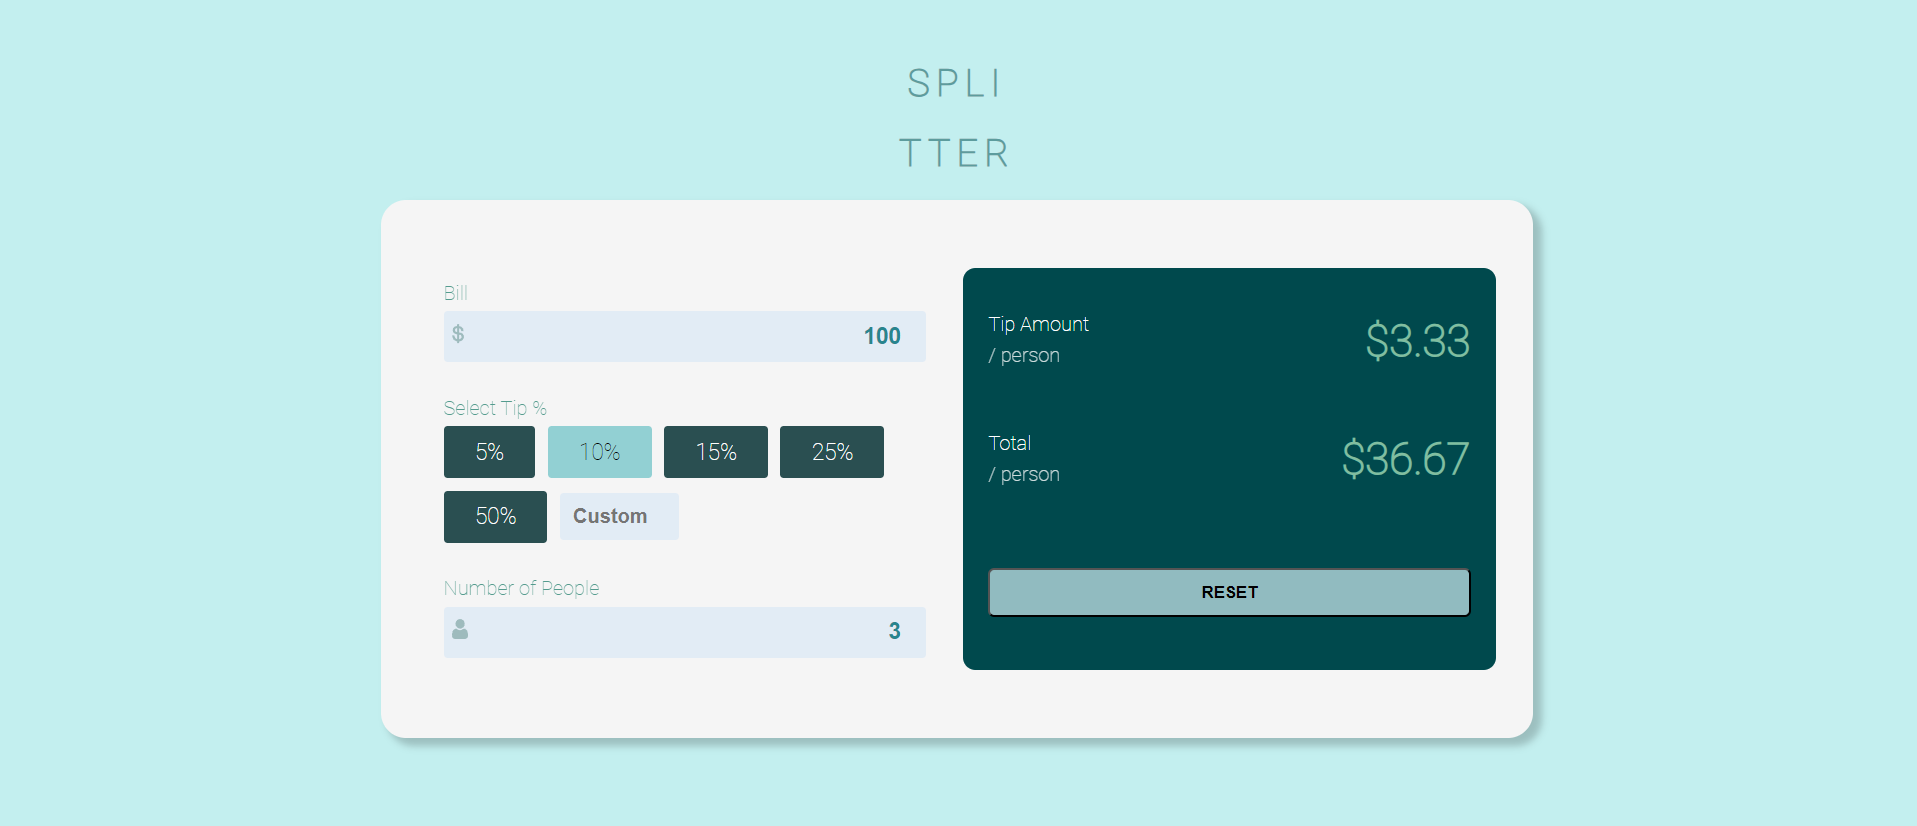 SPLI
TTER
Bill
$ 100
Select Tip %
5% 10% 15% 25%
50% Custom
Number of People
3
Tip Amount
/ person
$3.33
Total
/ person
$36.67
RESET